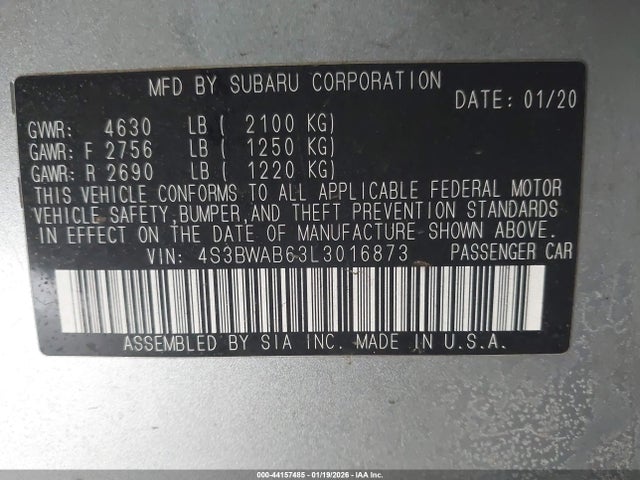 MFD BY SUBARU CORPORATION
DATE: 01/20
GVWR: 4630 LB ( 2100 KG)
GAWR: F 2756 LB ( 1250 KG)
GAWR: R 2690 LB ( 1220 KG)
THIS VEHICLE CONFORMS TO ALL APPLICABLE FEDERAL MOTOR
VEHICLE SAFETY, BUMPER, AND THEFT PREVENTION STANDARDS
IN EFFECT ON THE DATE OF MANUFACTURE SHOWN ABOVE.
VIN: 4S3BWAB63L3016873 PASSENGER CAR
ASSEMBLED BY SIA INC. MADE IN U.S.A.
000-44157485 - 01/19/2026 - IAAI Inc.